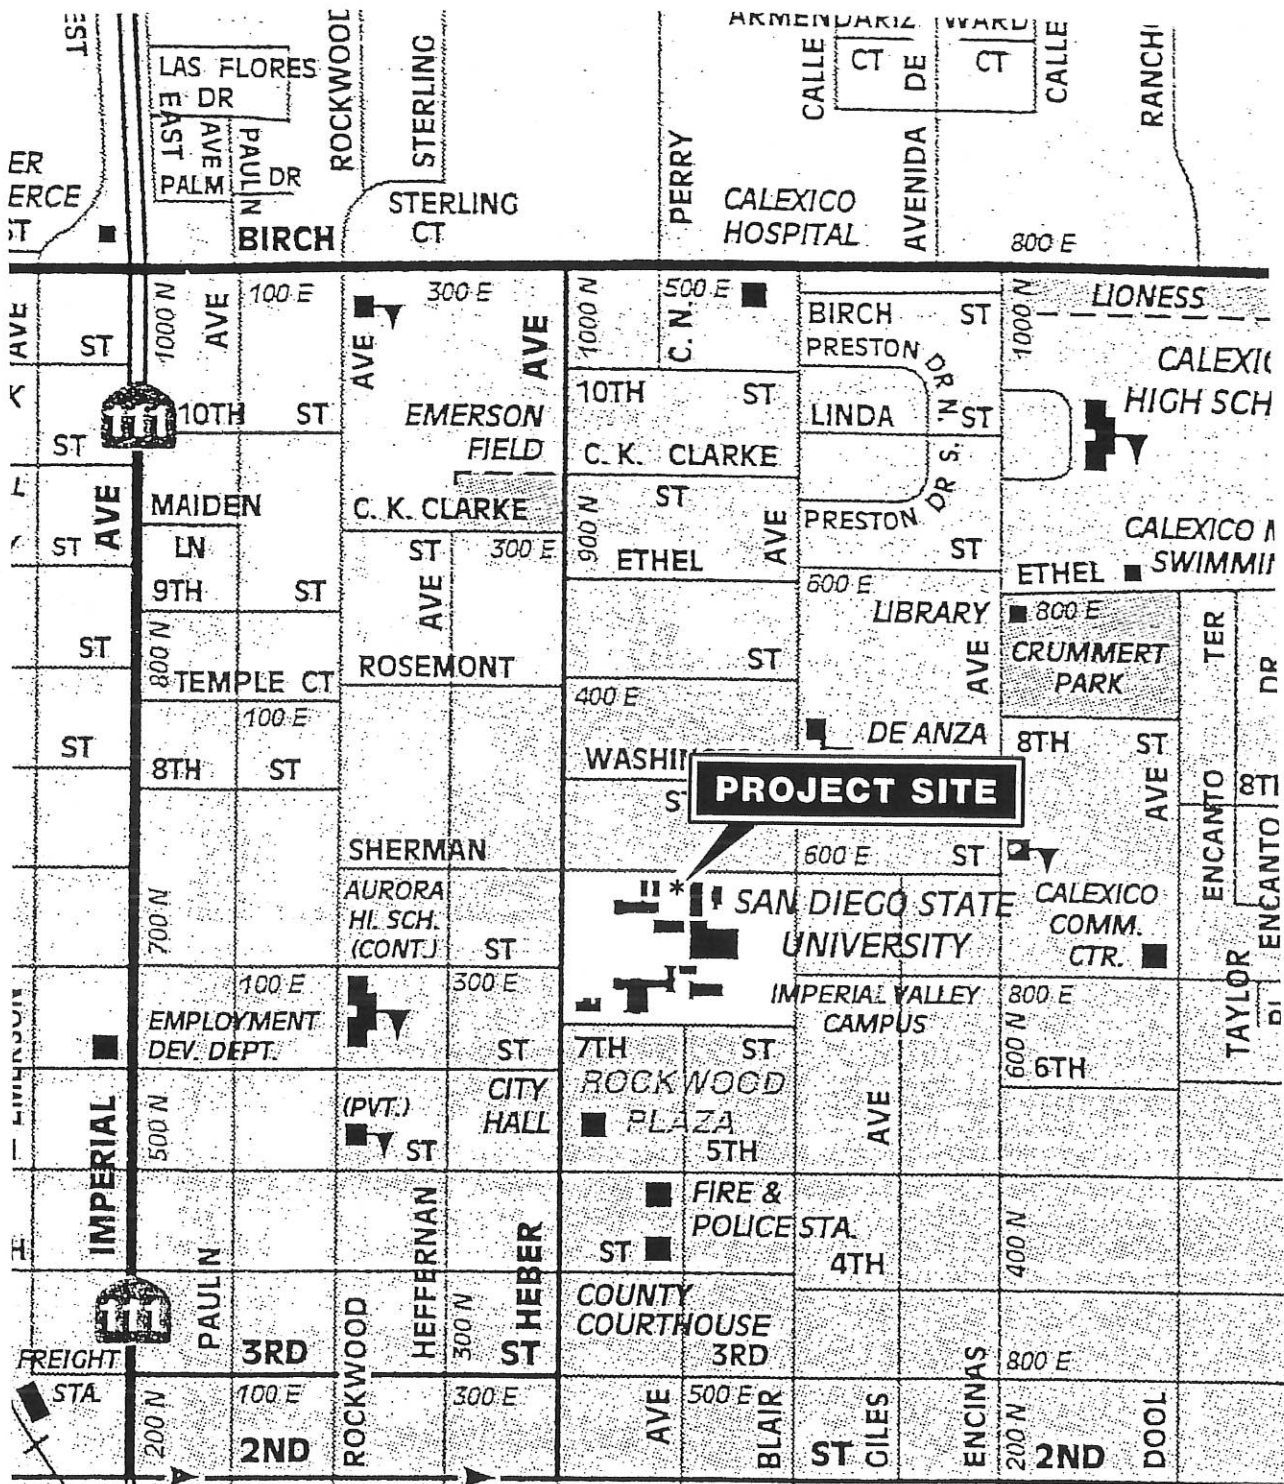 EST
LAS FLORES
DR
EAST
AVE
PALM
PAULIN
DR
ROCKWOOD
STERLING
STERLING
CT
PERRY
CALEXICO
HOSPITAL
CALLE
ARMENDARIZ
CT
AVENIDA DE
WARD
CT
CALLE
ER
ERCE
ST
BIRCH
800 E
AVE
ST
1000 N
AVE
100 E
AVE
300 E
AVE
1000 N
500 E
C. N.
BIRCH ST
PRESTON
DR N.
1000 N
LIONESS
K
111
10TH ST
EMERSON
FIELD
10TH ST
LINDA ST
HIGH SCH
ST
C. K. CLARKE
ST
DR S.
PRESTON
ST
L
AVE
MAIDEN
LN
C. K. CLARKE
ST
300 E
900 N
ETHEL
AVE
CALEXICO
SWIMMI
ETHEL
ST
9TH ST
AVE
600 E
LIBRARY
800 E
CRUMMERT
PARK
TER
DR
ST
800 N
TEMPLE CT
ROSEMONT
ST
AVE
400 E
100 E
ST
8TH ST
WASHIN
DE ANZA
8TH ST
AVE
ENCANTO
PROJECT SITE
SHERMAN
600 E
ST
ENCANTO
700 N
AURORA
HI. SCH.
(CONT.)
ST
*
SAN DIEGO STATE
UNIVERSITY
CALEXICO
COMM.
CTR.
100 E
300 E
IMPERIAL VALLEY
CAMPUS
800 E
TAYLOR
EMERSON
EMPLOYMENT
DEV. DEPT.
ST
7TH ST
600 N
6TH
ROCKWOOD
PLAZA
CITY
HALL
(PVT.)
ST
5TH
AVE
IMPERIAL
500 N
FIRE &
POLICE STA.
ST
4TH
400 N
H
111
PAULIN
HEFFERNAN
HEBER
COUNTY
COURTHOUSE
FREIGHT
STA.
3RD
ROCKWOOD
300 N
ST
3RD
800 E
200 N
100 E
300 E
AVE
500 E
BLAIR
GILES
ENCINAS
200 N
DOOL
2ND
ST
2ND